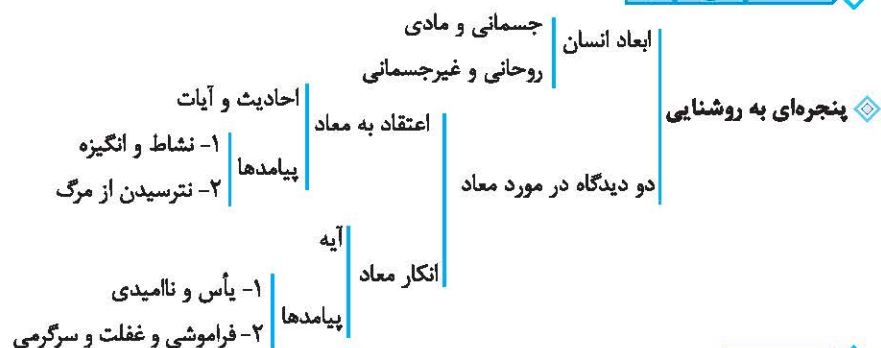 پنجره‌ای به روشنایی
ابعاد انسان
جسمانی و مادی
روحانی و غیرجسمانی
دو دیدگاه در مورد معاد
اعتقاد به معاد
احادیث و آیات
پیامدها
۱- نشاط و انگیزه
۲- نترسیدن از مرگ
انکار معاد
آیه
پیامدها
۱- یأس و ناامیدی
۲- فراموشی و غفلت و سرگرمی